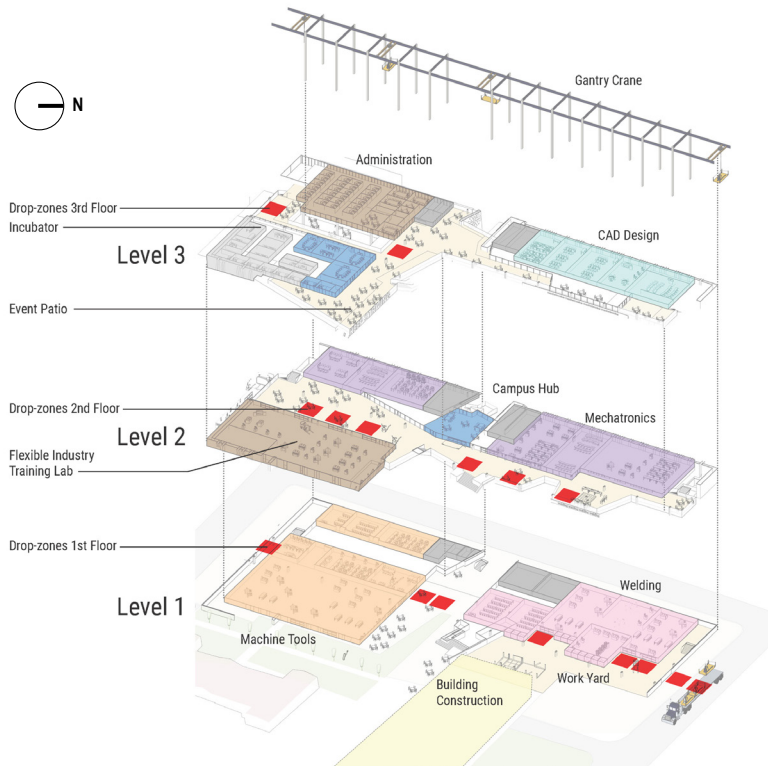 Gantry Crane
N
Administration
Drop-zones 3rd Floor
Incubator
CAD Design
Level 3
Event Patio
Campus Hub
Drop-zones 2nd Floor
Mechatronics
Level 2
Flexible Industry
Training Lab
Drop-zones 1st Floor
Welding
Level 1
Machine Tools
Work Yard
Building
Construction